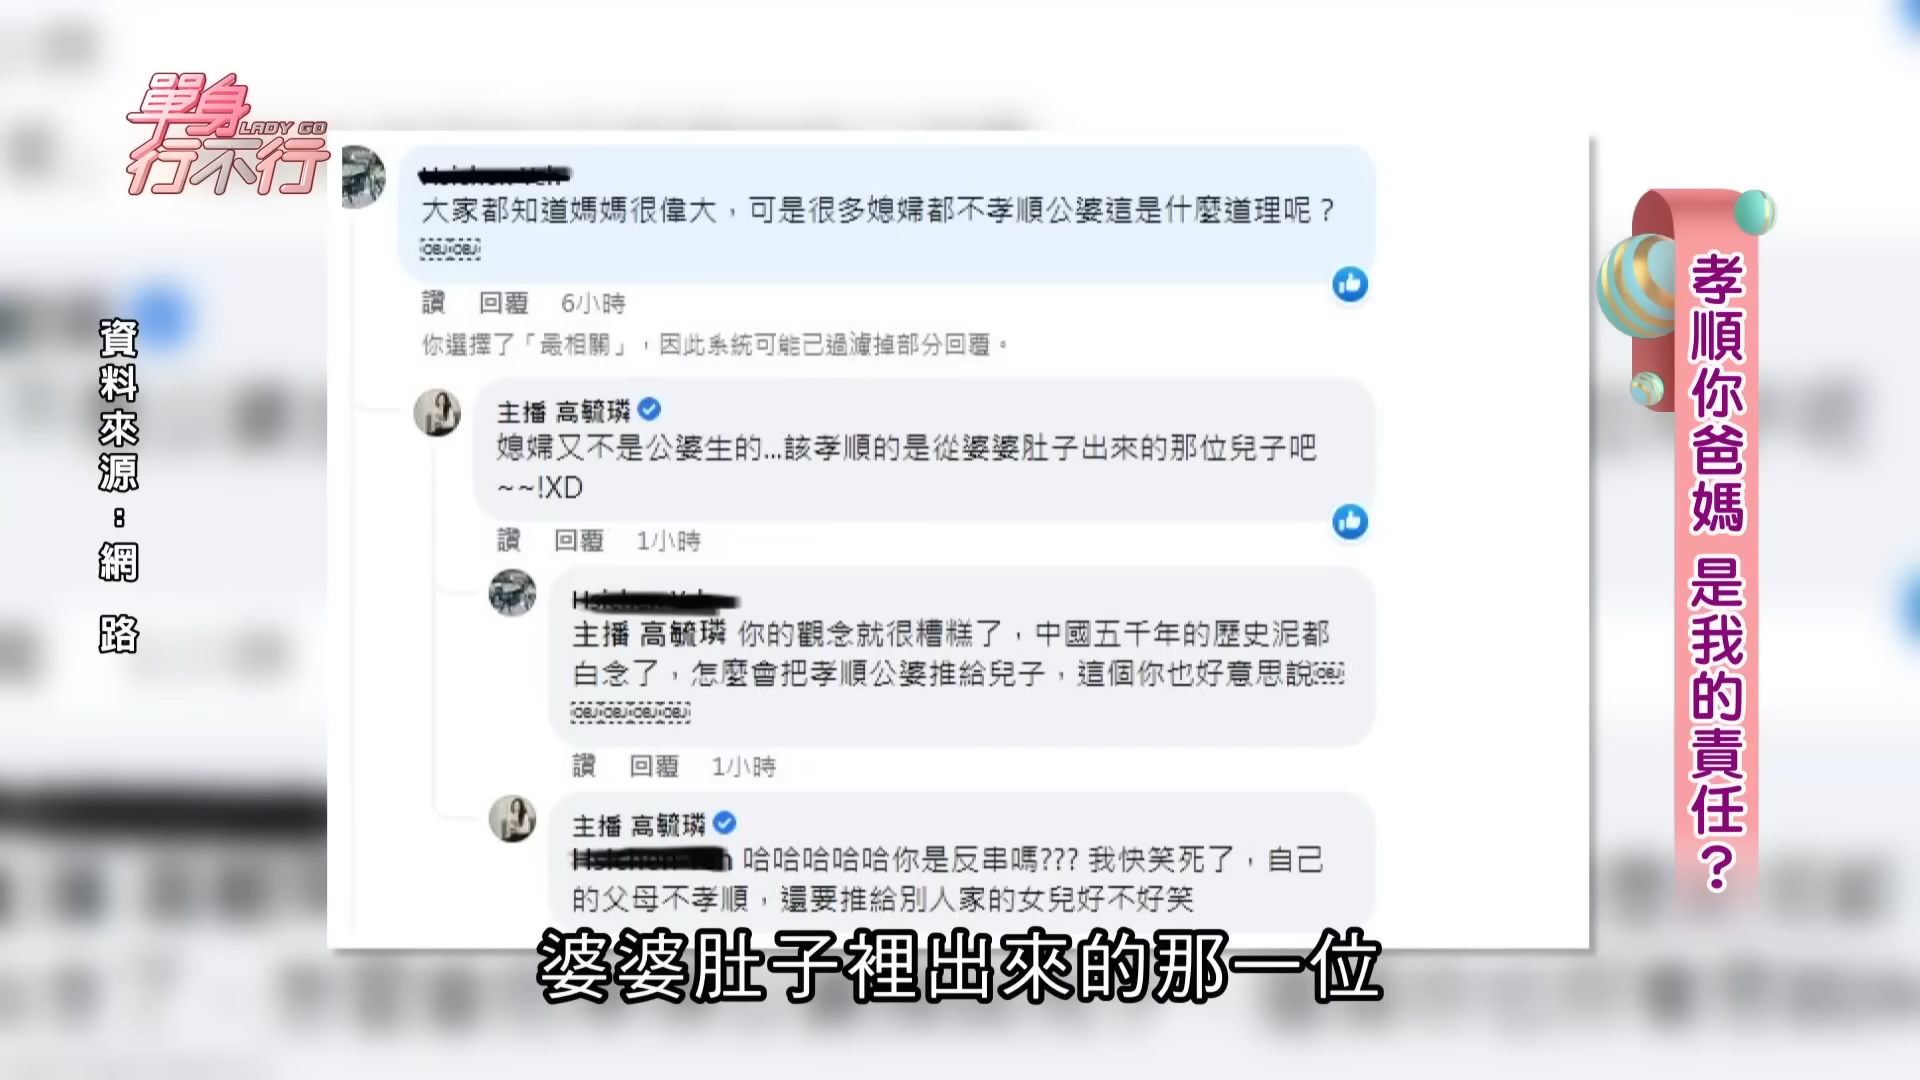 單身
LADY GO
行不行
大家都知道媽媽很偉大，可是很多媳婦都不孝順公婆這是什麼道理呢？
讚 回覆 6小時
你選擇了「最相關」，因此系統可能已過濾掉部分回覆。
主播 高毓璘
媳婦又不是公婆生的...該孝順的是從婆婆肚子出來的那位兒子吧
~~!XD
讚 回覆 1小時
主播 高毓璘 你的觀念就很糟糕了，中國五千年的歷史泥都
白念了，怎麼會把孝順公婆推給兒子，這個你也好意思說
讚 回覆 1小時
主播 高毓璘
哈哈哈哈哈你是反串嗎??? 我快笑死了，自己
的父母不孝順，還要推給別人家的女兒好不好笑
資料來源：網 路
孝順你爸媽 是我的責任？
婆婆肚子裡出來的那一位